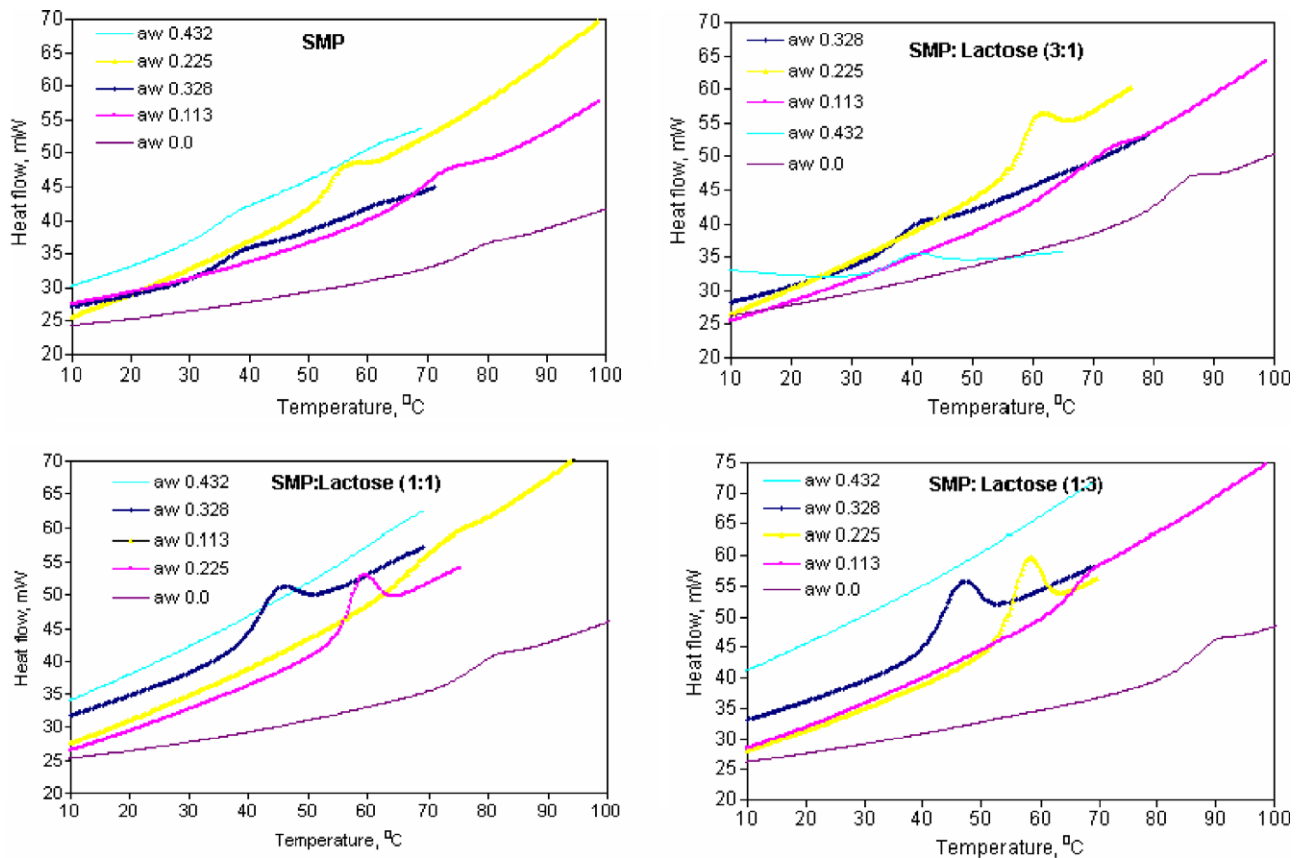 SMP
aw 0.432
aw 0.225
aw 0.328
aw 0.113
aw 0.0
Heat flow, mW
70
65
60
55
50
45
40
35
30
25
20
10 20 30 40 50 60 70 80 90 100
Temperature, ⁰C
SMP: Lactose (3:1)
aw 0.328
aw 0.225
aw 0.113
aw 0.432
aw 0.0
Heat flow, mW
70
65
60
55
50
45
40
35
30
25
20
10 20 30 40 50 60 70 80 90 100
Temperature, ⁰C
SMP:Lactose (1:1)
aw 0.432
aw 0.328
aw 0.113
aw 0.225
aw 0.0
Heat flow, mW
70
65
60
55
50
45
40
35
30
25
20
10 20 30 40 50 60 70 80 90 100
Temperature, ⁰C
SMP: Lactose (1:3)
aw 0.432
aw 0.328
aw 0.225
aw 0.113
aw 0.0
Heat flow, mW
75
70
65
60
55
50
45
40
35
30
25
20
10 20 30 40 50 60 70 80 90 100
Temperature, ⁰C